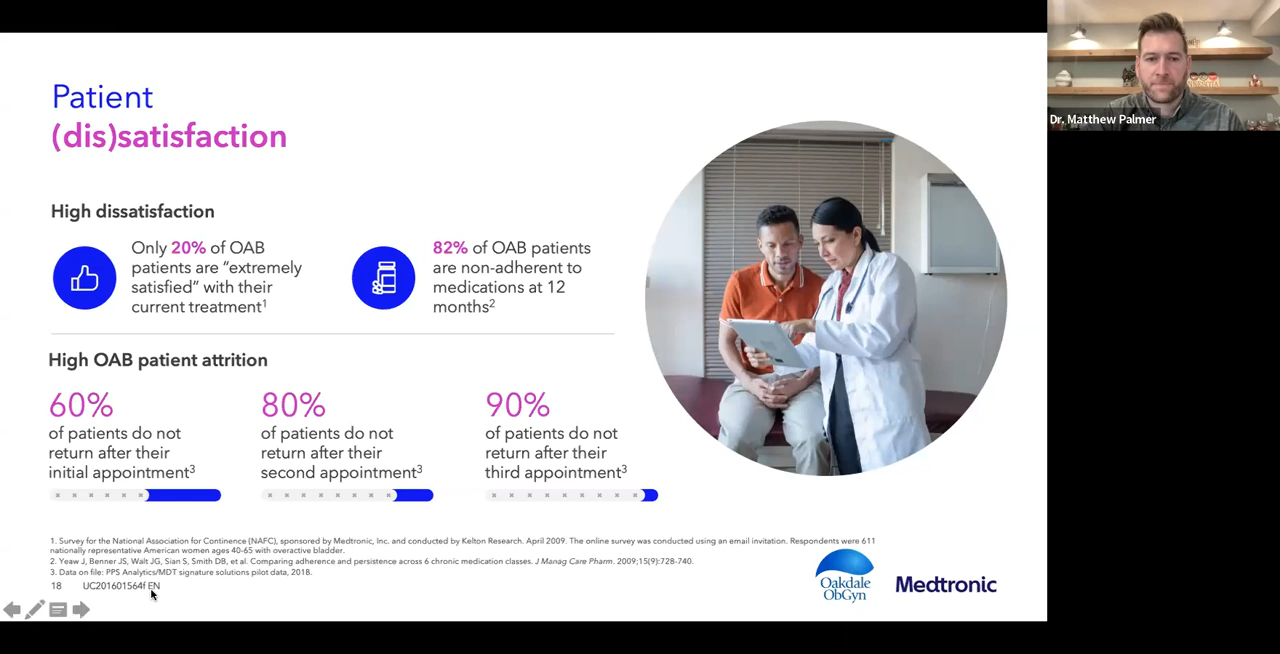 Patient
(dis)satisfaction
High dissatisfaction
Only 20% of OAB
patients are “extremely
satisfied” with their
current treatment1
82% of OAB patients
are non-adherent to
medications at 12
months2
High OAB patient attrition
60%
of patients do not
return after their
initial appointment3
80%
of patients do not
return after their
second appointment3
90%
of patients do not
return after their
third appointment3
1. Survey for the National Association for Continence (NAFC), sponsored by Medtronic, Inc. and conducted by Kelton Research. April 2009. The online survey was conducted using an email invitation. Respondents were 611
nationally representative American women ages 40-65 with overactive bladder.
2. Yeaw J, Benner JS, Walt JG, Sian S, Smith DB, et al. Comparing adherence and persistence across 6 chronic medication classes. J Manag Care Pharm. 2009;15(9):728-740.
3. Data on file: PPS Analytics/MDT signature solutions pilot data, 2018.
18 UC201601564f EN
Oakdale
ObGyn
Medtronic
Dr. Matthew Palmer